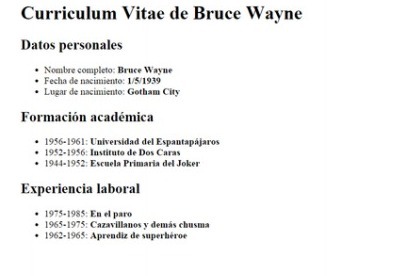 Curriculum Vitae de Bruce Wayne
Datos personales
• Nombre completo: Bruce Wayne
• Fecha de nacimiento: 1/5/1939
• Lugar de nacimiento: Gotham City
Formación académica
• 1956-1961: Universidad del Espantapájaros
• 1952-1956: Instituto de Dos Caras
• 1944-1952: Escuela Primaria del Joker
Experiencia laboral
• 1975-1985: En el paro
• 1965-1975: Cazavillanos y demás chusma
• 1962-1965: Aprendiz de superhéroe